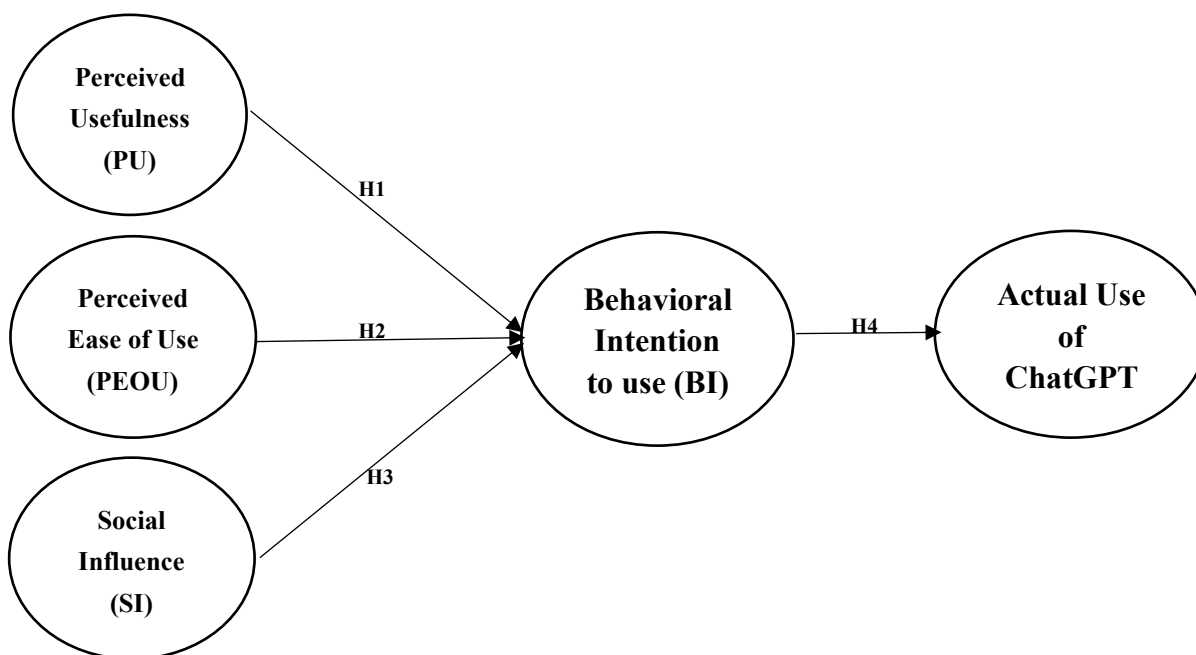 Perceived
Usefulness
(PU)
H1
Perceived
Ease of Use
(PEOU)
H2
Social
Influence
(SI)
H3
Behavioral
Intention
to use (BI)
H4
Actual Use
of
ChatGPT